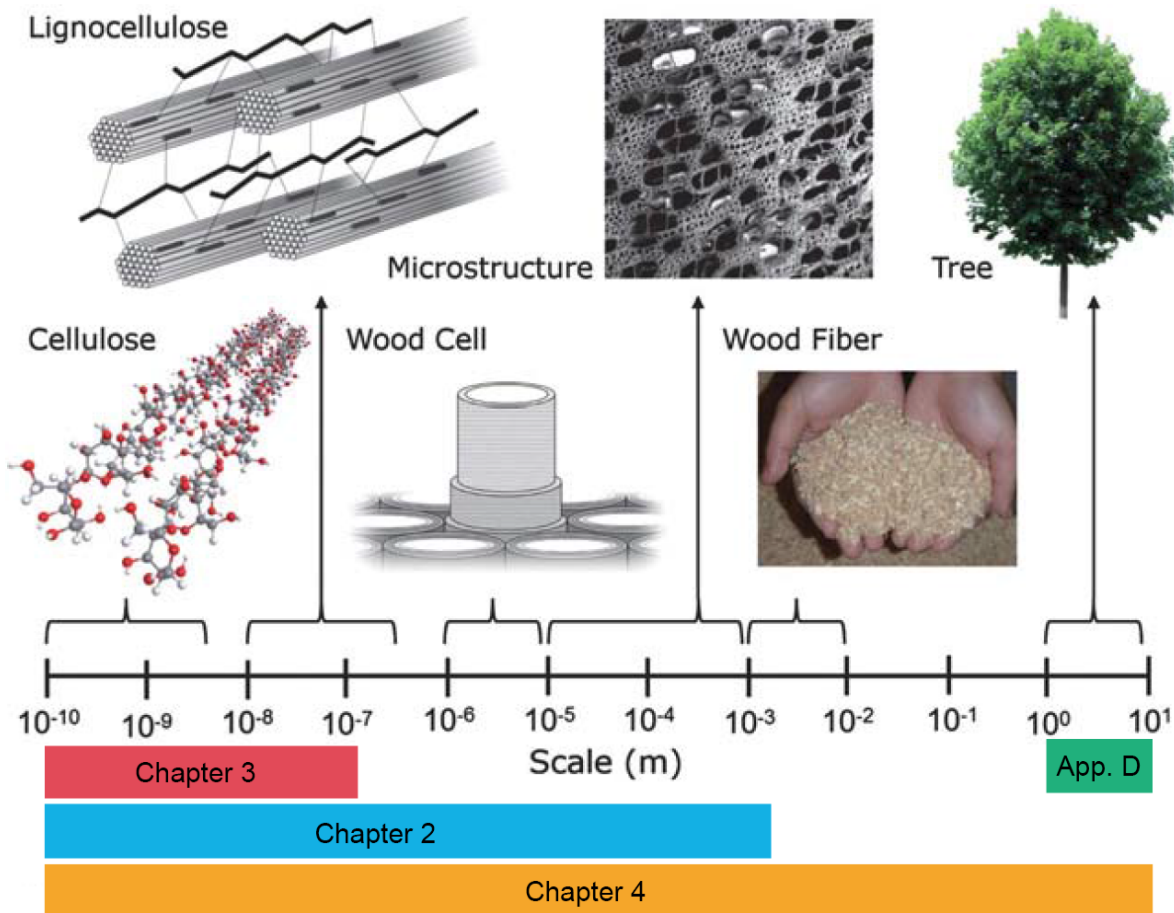 Lignocellulose
Microstructure
Tree
Cellulose
Wood Cell
Wood Fiber
10⁻¹⁰ 10⁻⁹ 10⁻⁸ 10⁻⁷ 10⁻⁶ 10⁻⁵ 10⁻⁴ 10⁻³ 10⁻² 10⁻¹ 10⁰ 10¹
Scale (m)
Chapter 3
App. D
Chapter 2
Chapter 4